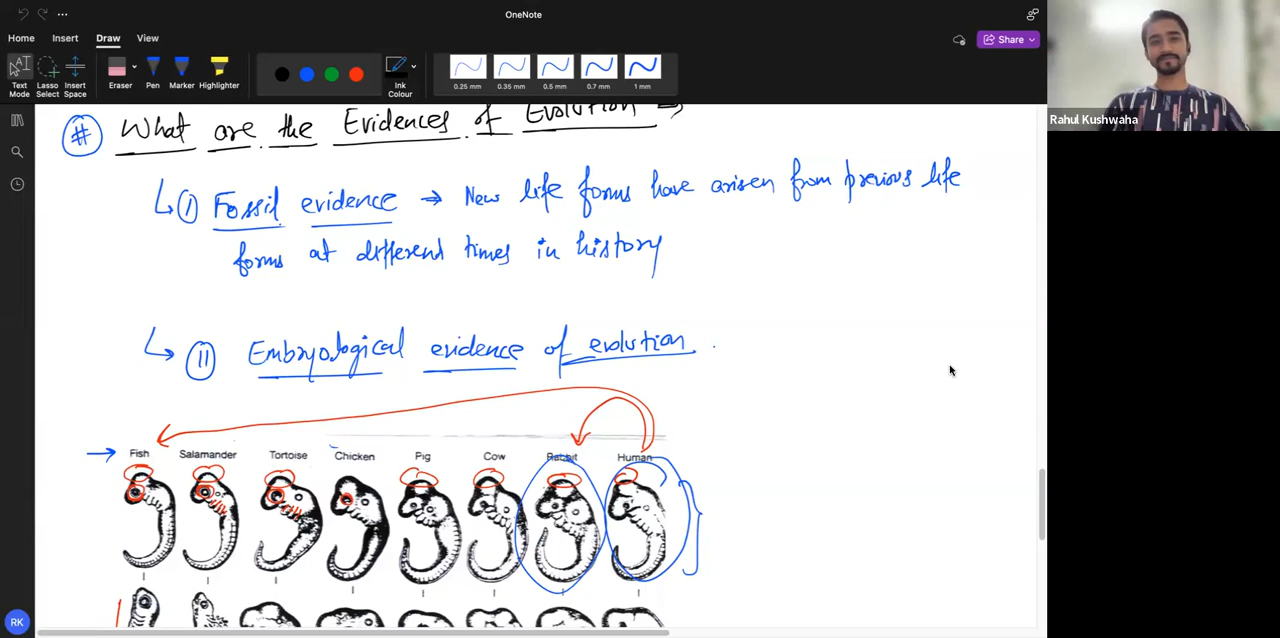 OneNote
Home Insert Draw View
Share
Text Mode
Lasso Select
Insert Space
Eraser
Pen
Marker
Highlighter
Ink Colour
0.25 mm 0.35 mm 0.5 mm 0.7 mm 1 mm
Rahul Kushwaha
# What are the Evidences of Evolution →
I Fossil evidence → New life forms have arisen from previous life
forms at different times in history
II Embryological evidence of evolution .
Fish Salamander Tortoise Chicken Pig Cow Rabbit Human
I I I I I I I I
RK